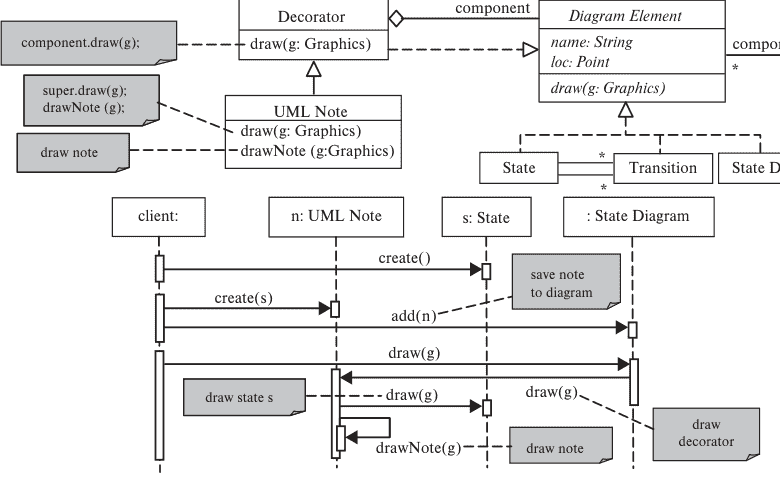 Decorator
component
Diagram Element
component.draw(g);
draw(g: Graphics)
name: String
loc: Point
*
super.draw(g);
drawNote (g);
draw(g: Graphics)
UML Note
draw(g: Graphics)
drawNote (g:Graphics)
draw note
State
*
*
Transition
State D
client:
n: UML Note
s: State
: State Diagram
create()
save note
to diagram
create(s)
add(n)
draw(g)
draw state s
draw(g)
draw(g)
draw
decorator
drawNote(g)
draw note